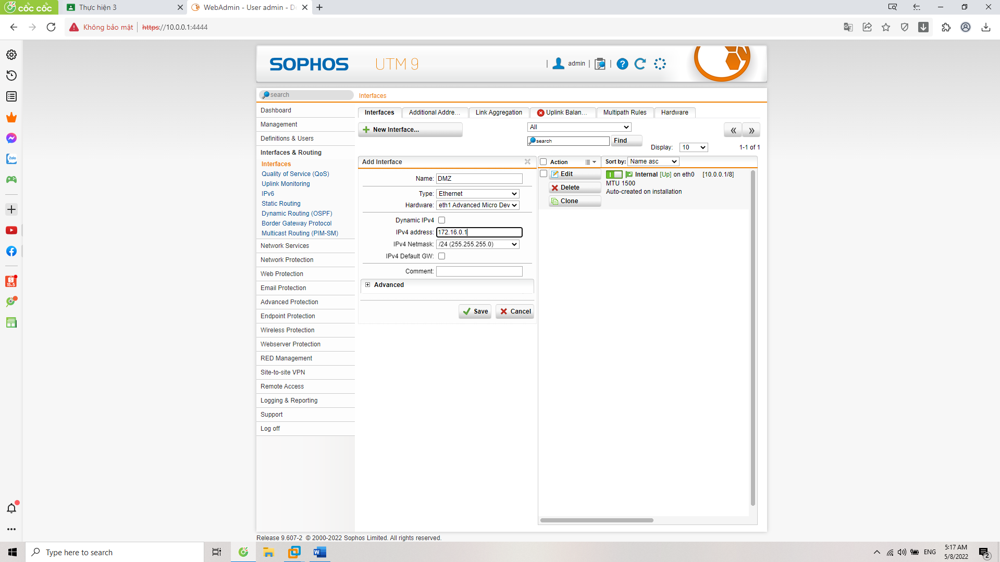 cốc cốc
Thực hiện 3
WebAdmin - User admin - De
Không bảo mật
https://10.0.0.1:4444
SOPHOS
UTM 9
| admin | |
search
Interfaces
Dashboard
Management
Definitions & Users
Interfaces & Routing
Interfaces
Quality of Service (QoS)
Uplink Monitoring
IPv6
Static Routing
Dynamic Routing (OSPF)
Border Gateway Protocol
Multicast Routing (PIM-SM)
Network Services
Network Protection
Web Protection
Email Protection
Advanced Protection
Endpoint Protection
Wireless Protection
Webserver Protection
RED Management
Site-to-site VPN
Remote Access
Logging & Reporting
Support
Log off
Interfaces
Additional Addre...
Link Aggregation
Uplink Balan...
Multipath Rules
Hardware
New Interface...
All
search
Find
Display: 10
1-1 of 1
Add Interface
Name: DMZ
Type: Ethernet
Hardware: eth1 Advanced Micro Dev
Dynamic IPv4
IPv4 address: 172.16.0.1
IPv4 Netmask: /24 (255.255.255.0)
IPv4 Default GW:
Comment:
Advanced
Save
Cancel
Action
Sort by: Name asc
Edit
Delete
Clone
Internal [Up] on eth0 [10.0.0.1/8]
MTU 1500
Auto-created on installation
Zalo
15.5
Release 9.607-2 © 2000-2022 Sophos Limited. All rights reserved.
Type here to search
ENG
5:17 AM
5/8/2022
2